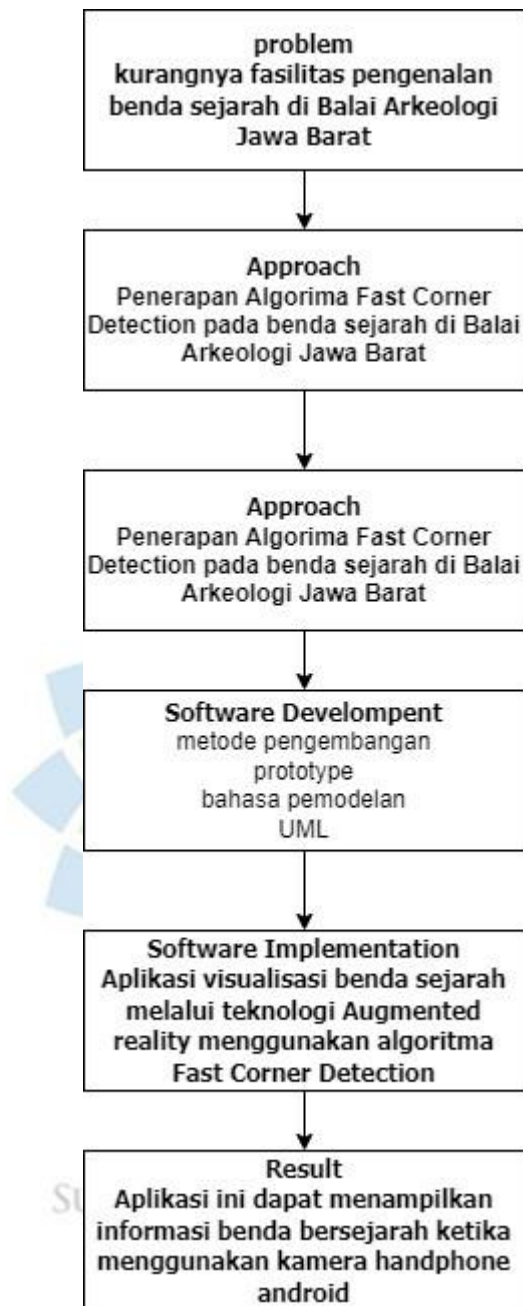 problem
kurangnya fasilitas pengenalan
benda sejarah di Balai Arkeologi
Jawa Barat
Approach
Penerapan Algorima Fast Corner
Detection pada benda sejarah di Balai
Arkeologi Jawa Barat
Approach
Penerapan Algorima Fast Corner
Detection pada benda sejarah di Balai
Arkeologi Jawa Barat
Software Develompent
metode pengembangan
prototype
bahasa pemodelan
UML
Software Implementation
Aplikasi visualisasi benda sejarah
melalui teknologi Augmented
reality menggunakan algoritma
Fast Corner Detection
Result
Aplikasi ini dapat menampilkan
informasi benda bersejarah ketika
menggunakan kamera handphone
android